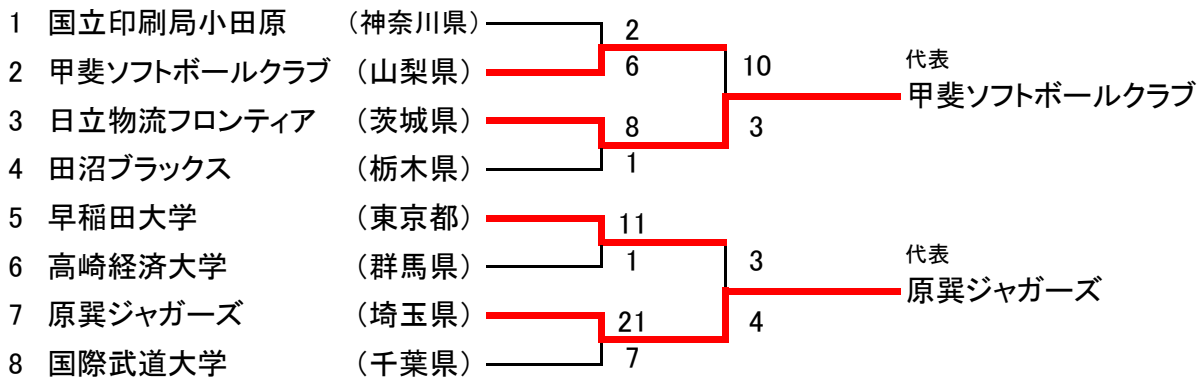 1 国立印刷局小田原 （神奈川県）
2 甲斐ソフトボールクラブ （山梨県）
3 日立物流フロンティア （茨城県）
4 田沼ブラックス （栃木県）
5 早稲田大学 （東京都）
6 高崎経済大学 （群馬県）
7 原巽ジャガーズ （埼玉県）
8 国際武道大学 （千葉県）
2
6
8
1
11
1
21
7
10
3
3
4
代表
甲斐ソフトボールクラブ
代表
原巽ジャガーズ